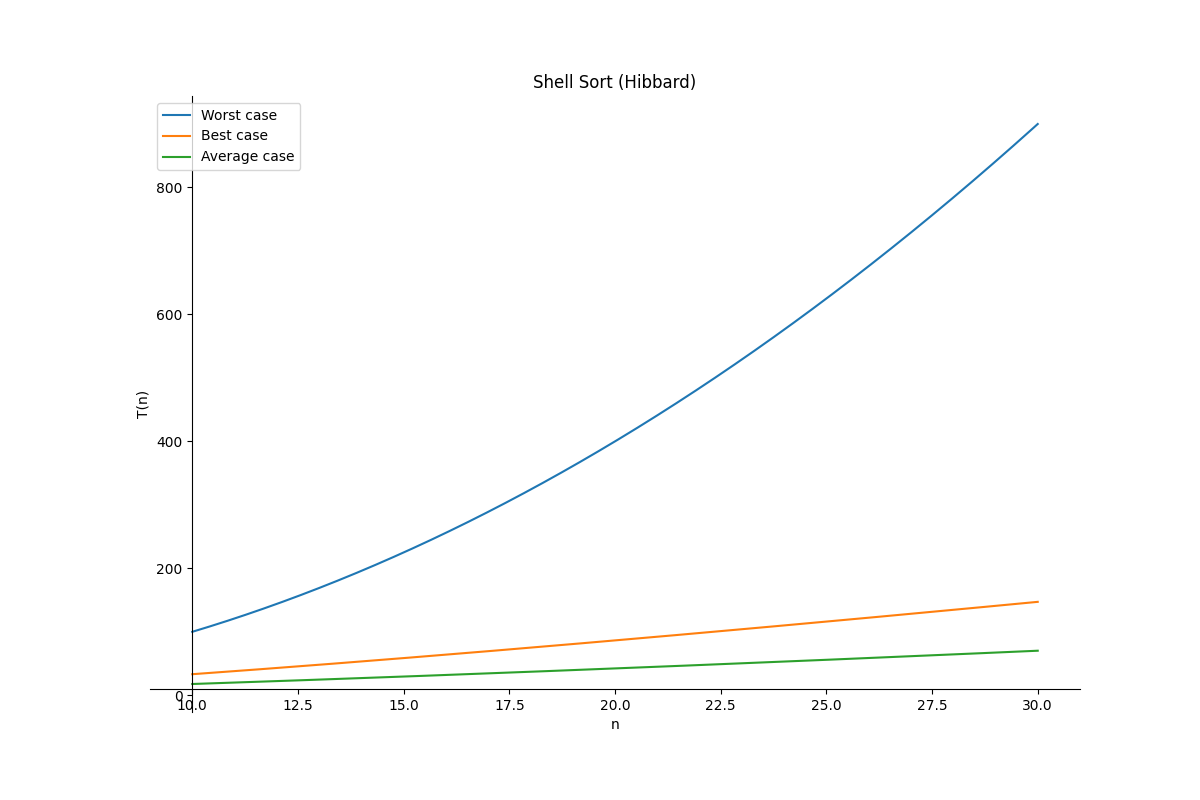 Shell Sort (Hibbard)
Worst case
Best case
Average case
800
600
T(n)
400
200
0
10.0 12.5 15.0 17.5 20.0 22.5 25.0 27.5 30.0
n